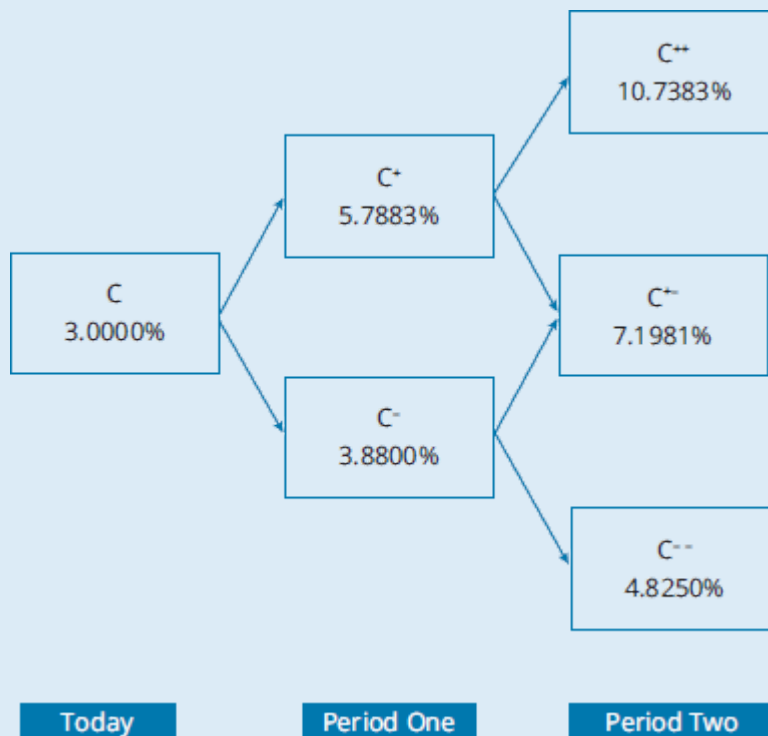 C⁺⁺
10.7383%
C⁺
5.7883%
C
3.0000%
C⁺⁻
7.1981%
C⁻
3.8800%
C⁻⁻
4.8250%
Today
Period One
Period Two